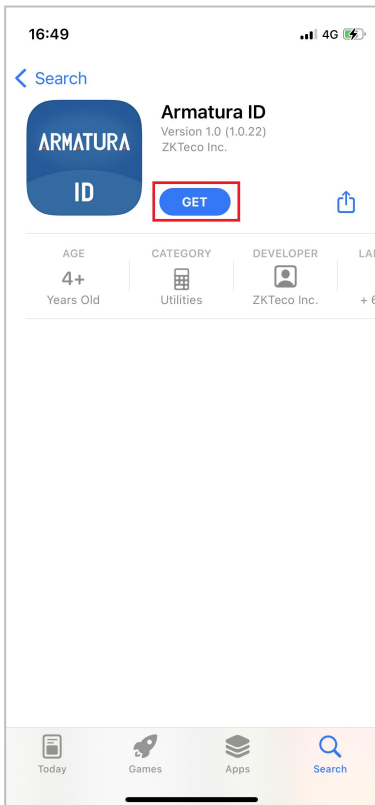 16:49
4G
Search
ARMATURA
ID
Armatura ID
Version 1.0 (1.0.22)
ZKTeco Inc.
GET
AGE
CATEGORY
DEVELOPER
4+
Years Old
Utilities
ZKTeco Inc.
Today
Games
Apps
Search